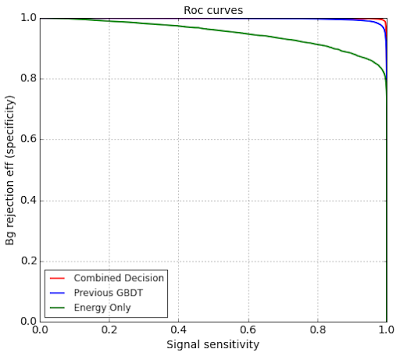 Roc curves
Bg rejection eff (specificity)
1.0
0.8
0.6
0.4
0.2
0.0
Combined Decision
Previous GBDT
Energy Only
0.0 0.2 0.4 0.6 0.8 1.0
Signal sensitivity